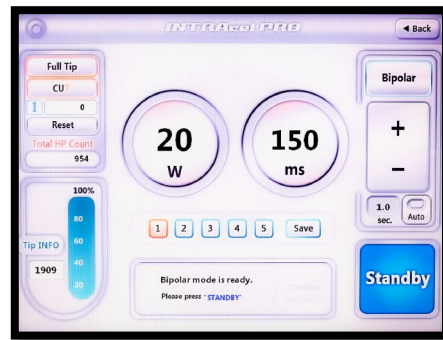 INTRAcel PRO
◄ Back
Full Tip
CUT
I 0
Reset
Total HP Count
954
100%
80
60
40
20
Tip INFO
1909
20
W
150
ms
1 2 3 4 5 Save
Bipolar mode is ready.
Please press "STANDBY"
CONFIRM
Bipolar
+
−
1.0
sec.
Auto
Standby